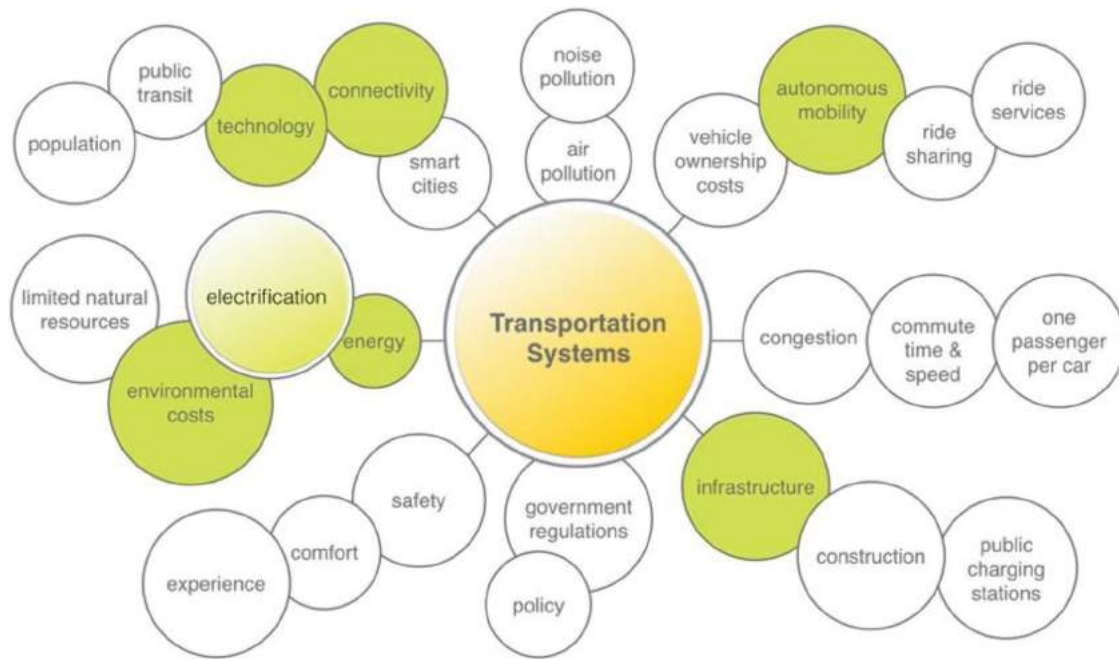 public
transit
population
technology
connectivity
smart
cities
noise
pollution
air
pollution
vehicle
ownership
costs
autonomous
mobility
ride
sharing
ride
services
limited natural
resources
electrification
environmental
costs
energy
Transportation
Systems
congestion
commute
time &
speed
one
passenger
per car
safety
comfort
experience
government
regulations
policy
infrastructure
construction
public
charging
stations